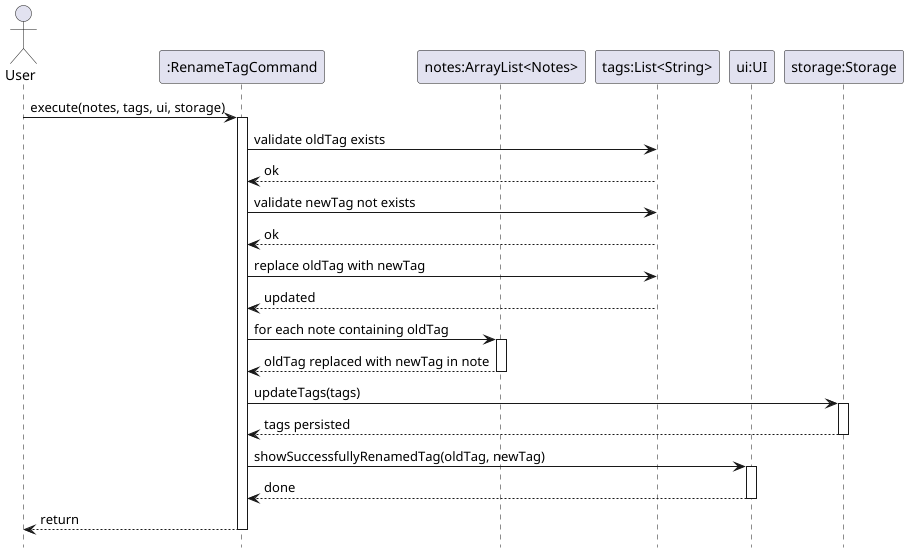 User
:RenameTagCommand
notes:ArrayList<Notes>
tags:List<String>
ui:UI
storage:Storage
execute(notes, tags, ui, storage)
validate oldTag exists
ok
validate newTag not exists
ok
replace oldTag with newTag
updated
for each note containing oldTag
oldTag replaced with newTag in note
updateTags(tags)
tags persisted
showSuccessfullyRenamedTag(oldTag, newTag)
done
return